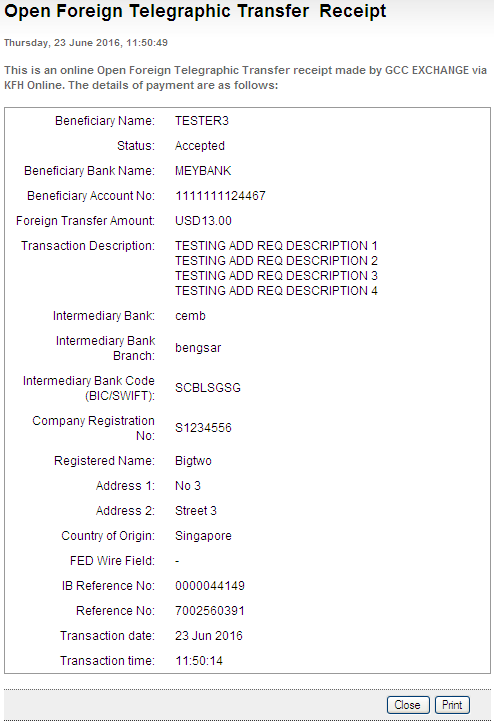 Open Foreign Telegraphic Transfer Receipt
Thursday, 23 June 2016, 11:50:49
This is an online Open Foreign Telegraphic Transfer receipt made by GCC EXCHANGE via
KFH Online. The details of payment are as follows:
Beneficiary Name: TESTER3
Status: Accepted
Beneficiary Bank Name: MEYBANK
Beneficiary Account No: 1111111124467
Foreign Transfer Amount: USD13.00
Transaction Description: TESTING ADD REQ DESCRIPTION 1
TESTING ADD REQ DESCRIPTION 2
TESTING ADD REQ DESCRIPTION 3
TESTING ADD REQ DESCRIPTION 4
Intermediary Bank: cemb
Intermediary Bank
Branch: bengsar
Intermediary Bank Code
(BIC/SWIFT): SCBLSGSG
Company Registration
No: S1234556
Registered Name: Bigtwo
Address 1: No 3
Address 2: Street 3
Country of Origin: Singapore
FED Wire Field: -
IB Reference No: 0000044149
Reference No: 7002560391
Transaction date: 23 Jun 2016
Transaction time: 11:50:14
Close Print